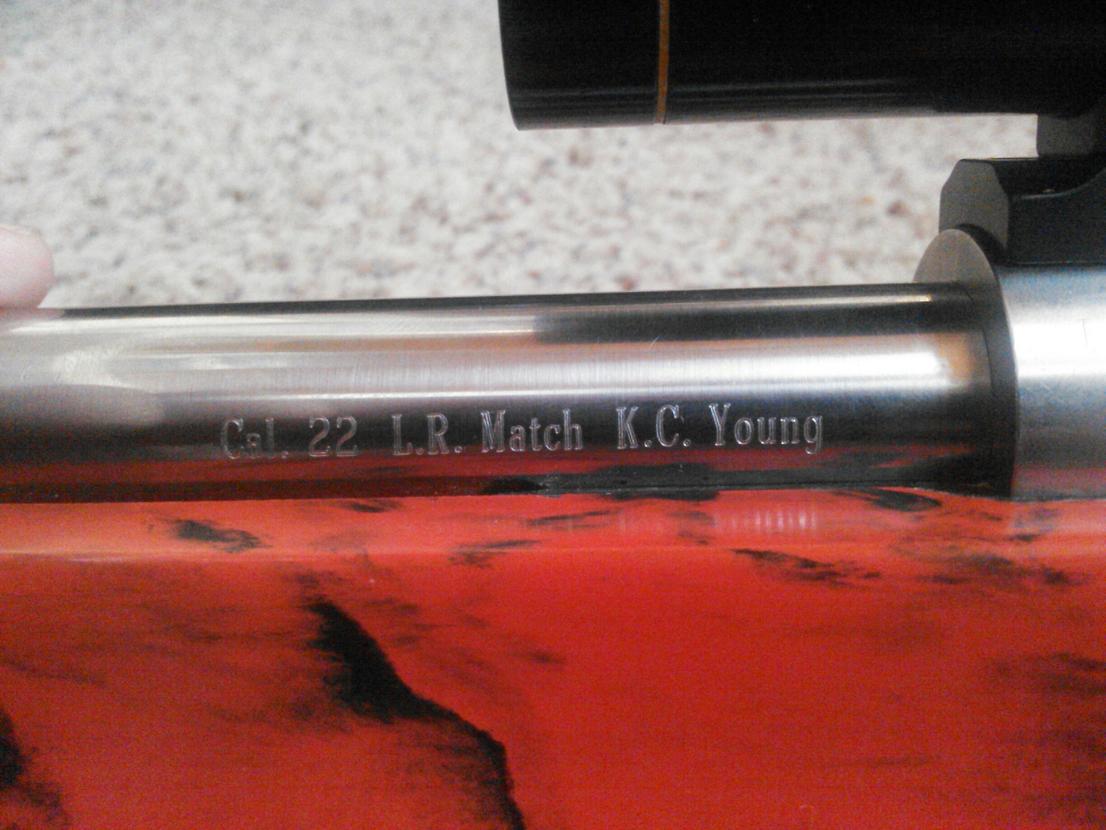 Cal. 22 L.R. Match K.C. Young